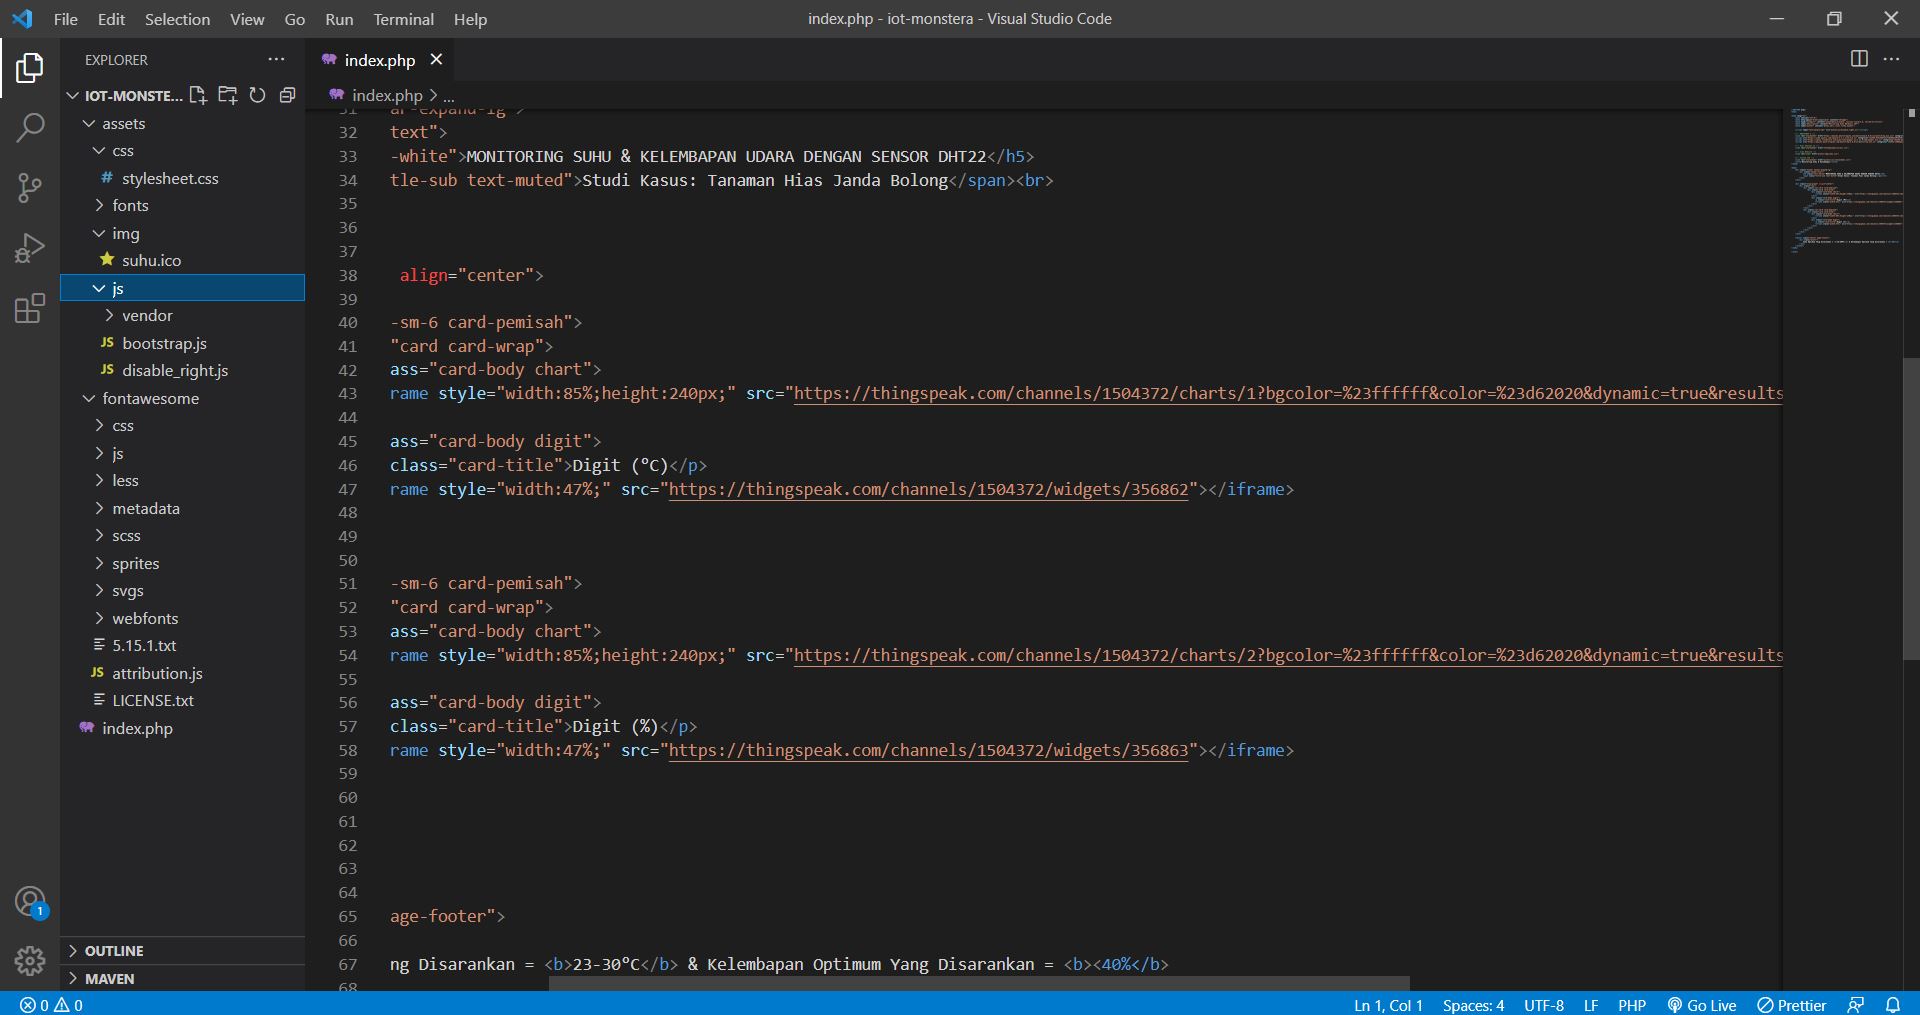 File Edit Selection View Go Run Terminal Help
index.php - iot-monstera - Visual Studio Code
EXPLORER
index.php
IOT-MONSTE...
index.php > ...
assets
css
# stylesheet.css
fonts
img
suhu.ico
js
vendor
JS bootstrap.js
JS disable_right.js
fontawesome
css
js
less
metadata
scss
sprites
svgs
webfonts
5.15.1.txt
JS attribution.js
LICENSE.txt
index.php
OUTLINE
MAVEN
31 ar-expand-lg">
32 text">
33 -white">MONITORING SUHU & KELEMBAPAN UDARA DENGAN SENSOR DHT22</h5>
34 tle-sub text-muted">Studi Kasus: Tanaman Hias Janda Bolong</span><br>
35
36
37
38 align="center">
39
40 -sm-6 card-pemisah">
41 "card card-wrap">
42 ass="card-body chart">
43 rame style="width:85%;height:240px;" src="https://thingspeak.com/channels/1504372/charts/1?bgcolor=%23ffffff&color=%23d62020&dynamic=true&results
44
45 ass="card-body digit">
46 class="card-title">Digit (°C)</p>
47 rame style="width:47%;" src="https://thingspeak.com/channels/1504372/widgets/356862"></iframe>
48
49
50
51 -sm-6 card-pemisah">
52 "card card-wrap">
53 ass="card-body chart">
54 rame style="width:85%;height:240px;" src="https://thingspeak.com/channels/1504372/charts/2?bgcolor=%23ffffff&color=%23d62020&dynamic=true&results
55
56 ass="card-body digit">
57 class="card-title">Digit (%)</p>
58 rame style="width:47%;" src="https://thingspeak.com/channels/1504372/widgets/356863"></iframe>
59
60
61
62
63
64
65 age-footer">
66
67 ng Disarankan = <b>23-30°C</b> & Kelembapan Optimum Yang Disarankan = <b><40%</b>
68
1
0 0
Ln 1, Col 1 Spaces: 4 UTF-8 LF PHP Go Live Prettier